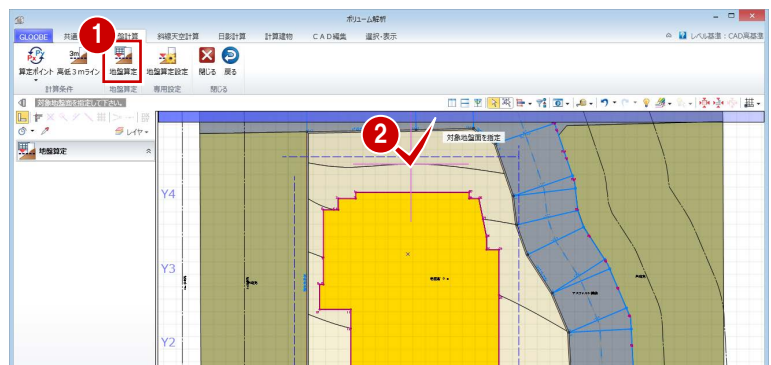 ボリューム解析
GLOOBE 共通 盤計算 斜線天空計算 日影計算 計算建物 CAD編集 選択・表示
レベル基準：CAD高基準
1
算定ポイント 高低3mライン 地盤算定 地盤算定設定 閉じる 戻る
計算条件 地盤算定 専用設定 閉じる
対象地盤面を指定して下さい。
レイヤ
地盤算定
2
対象地盤面を指定
Y4
Y3
Y2